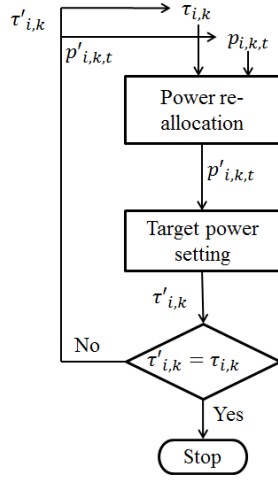 τ'i,k
τi,k
p'i,k,t
pi,k,t
Power re-
allocation
p'i,k,t
Target power
setting
τ'i,k
No
τ'i,k = τi,k
Yes
Stop